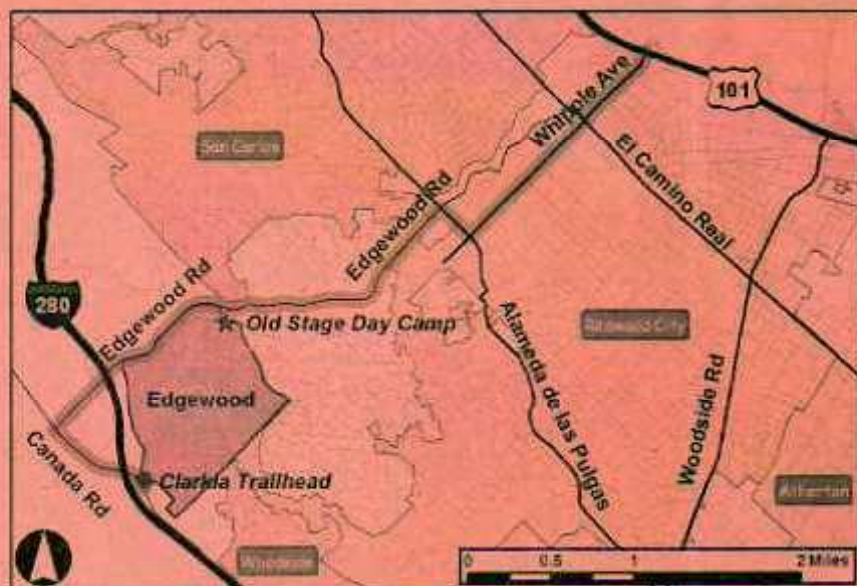 Whipple Ave
101
San Carlos
El Camino Real
Edgewood Rd
Edgewood Rd
280
Old Stage Day Camp
Redwood City
Alameda de las Pulgas
Edgewood
Woodside Rd
Canada Rd
Clarkia Trailhead
Atherton
Woodside
0 0.5 1 2 Miles